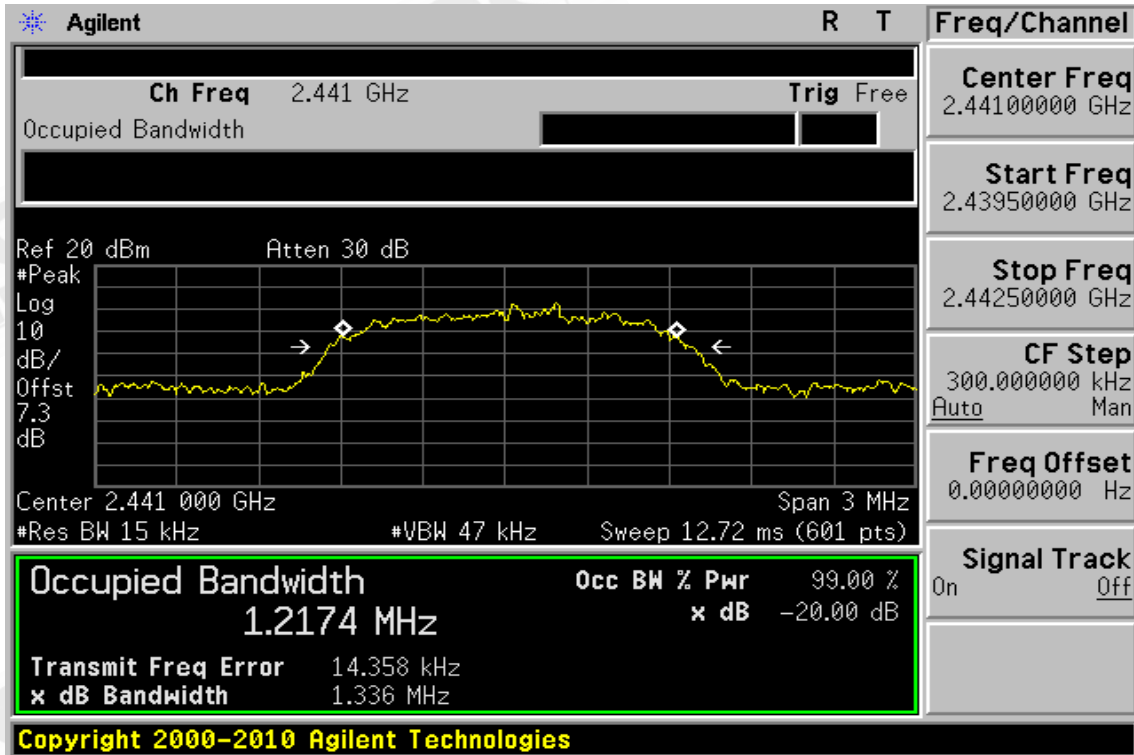 Agilent R T
Ch Freq 2.441 GHz Trig Free
Occupied Bandwidth
Ref 20 dBm Atten 30 dB
#Peak
Log
10
dB/
Offst
7.3
dB
Center 2.441 000 GHz Span 3 MHz
#Res BW 15 kHz #VBW 47 kHz Sweep 12.72 ms (601 pts)
Occupied Bandwidth Occ BW % Pwr 99.00 %
1.2174 MHz x dB -20.00 dB
Transmit Freq Error 14.358 kHz
x dB Bandwidth 1.336 MHz
Copyright 2000-2010 Agilent Technologies
Freq/Channel
Center Freq
2.44100000 GHz
Start Freq
2.43950000 GHz
Stop Freq
2.44250000 GHz
CF Step
300.000000 kHz
Auto Man
Freq Offset
0.00000000 Hz
Signal Track
On Off